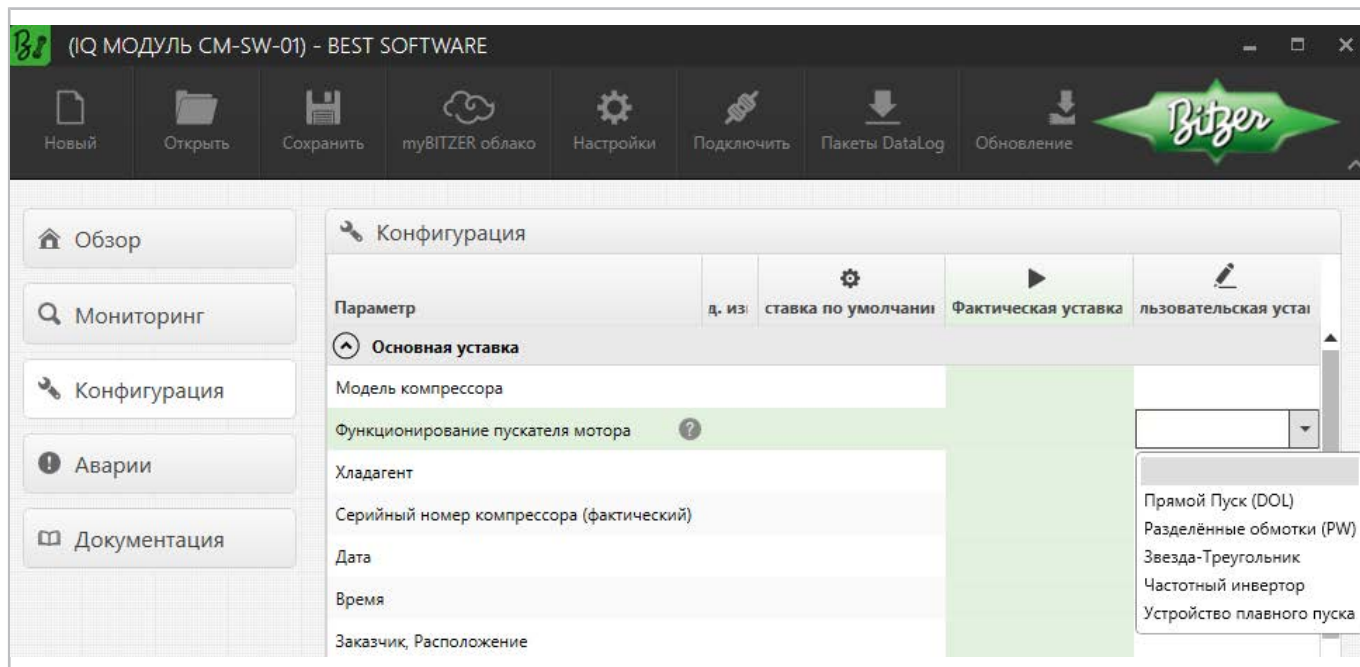 (IQ МОДУЛЬ CM-SW-01) - BEST SOFTWARE
Новый Открыть Сохранить myBITZER облако Настройки Подключить Пакеты DataLog Обновление Bitzer
Обзор
Мониторинг
Конфигурация
Аварии
Документация
Конфигурация
Параметр д. из ставка по умолчани Фактическая уставка льзовательская уста
Основная уставка
Модель компрессора
Функционирование пускателя мотора ?
Хладагент
Серийный номер компрессора (фактический)
Дата
Время
Заказчик, Расположение
Прямой Пуск (DOL)
Разделённые обмотки (PW)
Звезда-Треугольник
Частотный инвертор
Устройство плавного пуска